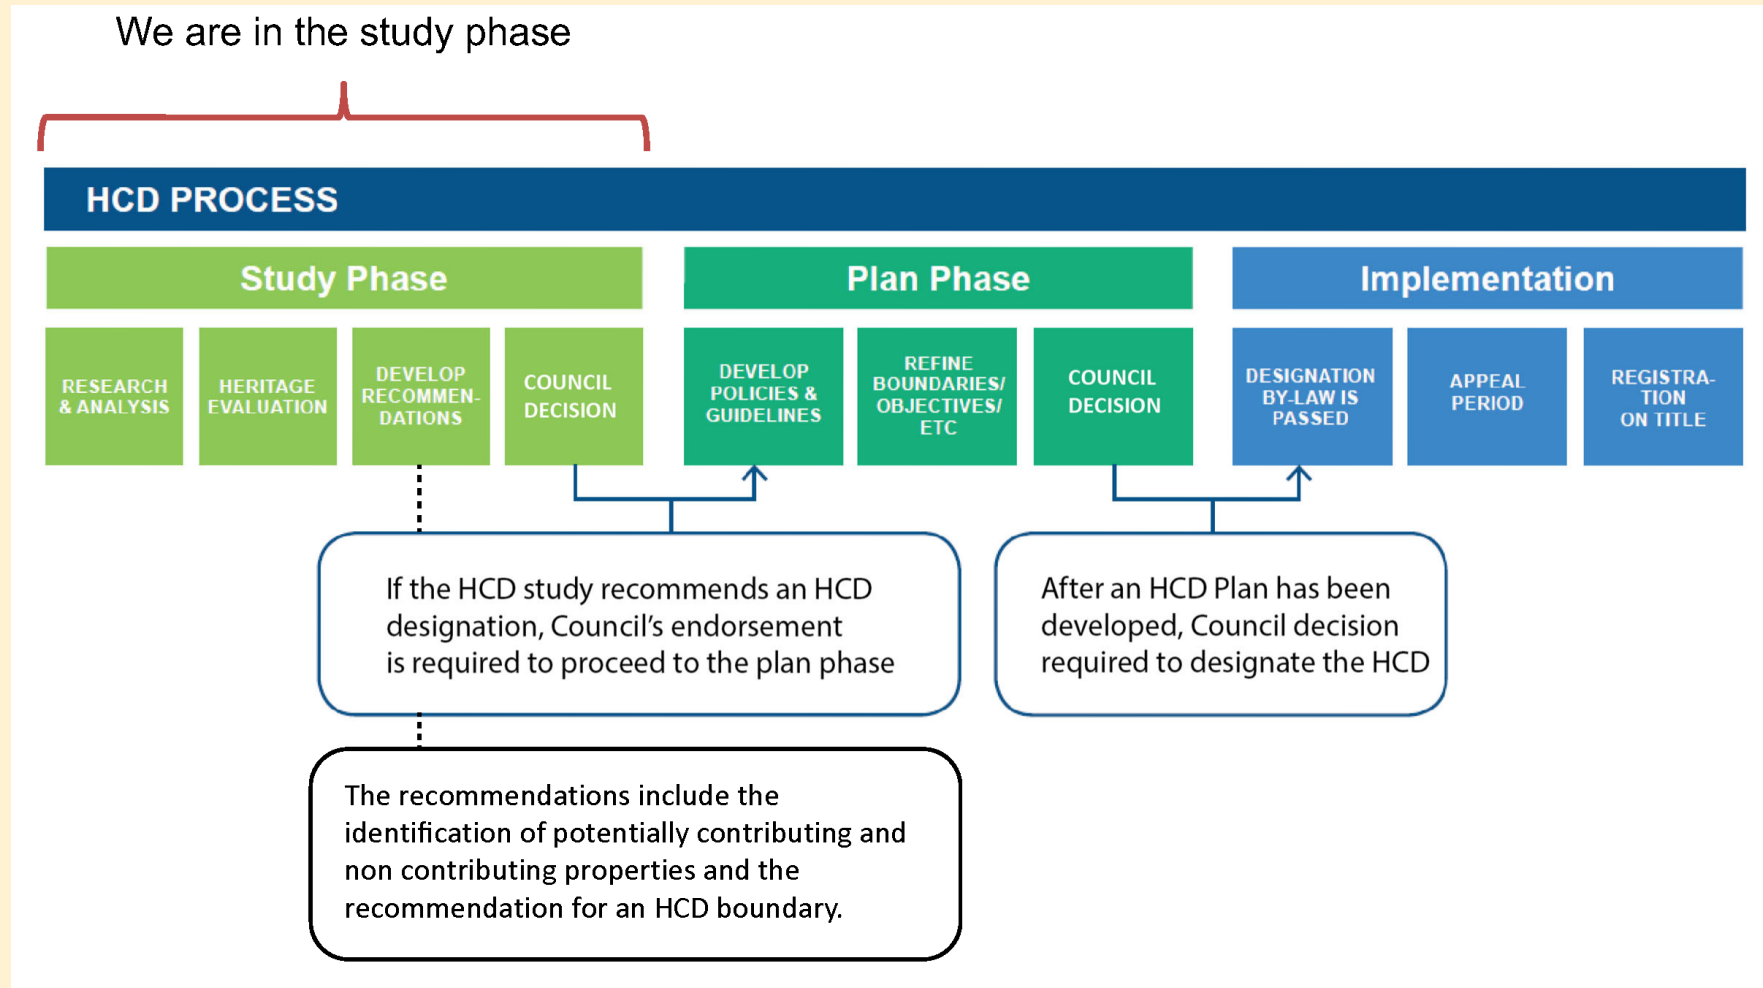 We are in the study phase
HCD PROCESS
Study Phase
Plan Phase
Implementation
RESEARCH
& ANALYSIS
HERITAGE
EVALUATION
DEVELOP
RECOMMEN-
DATIONS
COUNCIL
DECISION
DEVELOP
POLICIES &
GUIDELINES
REFINE
BOUNDARIES/
OBJECTIVES/
ETC
COUNCIL
DECISION
DESIGNATION
BY-LAW IS
PASSED
APPEAL
PERIOD
REGISTRA-
TION
ON TITLE
If the HCD study recommends an HCD
designation, Council’s endorsement
is required to proceed to the plan phase
After an HCD Plan has been
developed, Council decision
required to designate the HCD
The recommendations include the
identification of potentially contributing and
non contributing properties and the
recommendation for an HCD boundary.